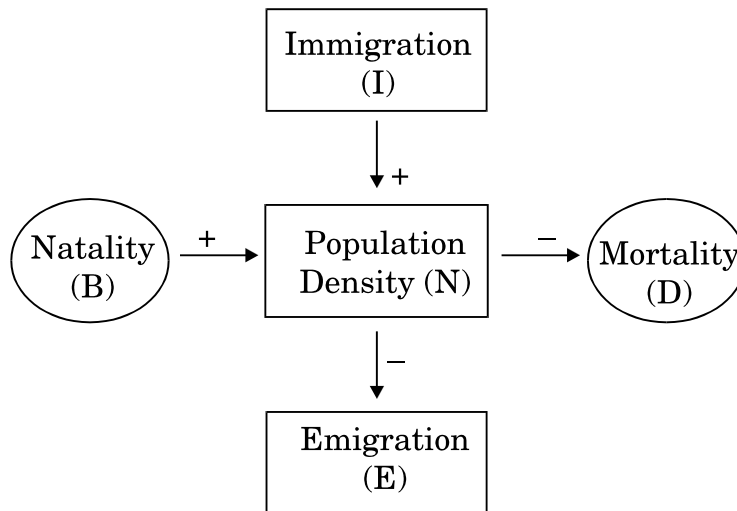 Immigration
(I)
+
Natality
(B)
+
Population
Density (N)
−
Mortality
(D)
−
Emigration
(E)